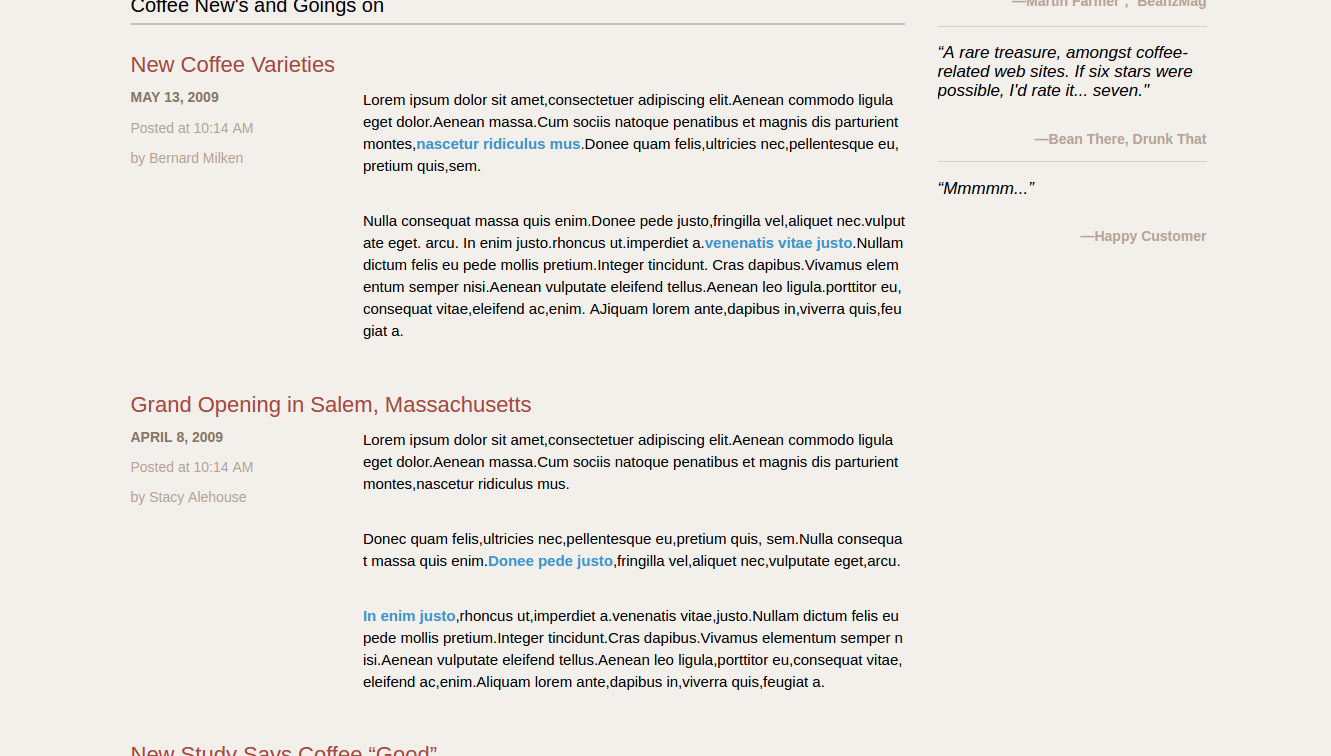 Coffee New's and Goings on
New Coffee Varieties
MAY 13, 2009
Posted at 10:14 AM
by Bernard Milken
Lorem ipsum dolor sit amet,consectetuer adipiscing elit.Aenean commodo ligula
eget dolor.Aenean massa.Cum sociis natoque penatibus et magnis dis parturient
montes,nascetur ridiculus mus.Donee quam felis,ultricies nec,pellentesque eu,
pretium quis,sem.
Nulla consequat massa quis enim.Donee pede justo,fringilla vel,aliquet nec.vulput
ate eget. arcu. In enim justo.rhoncus ut.imperdiet a.venenatis vitae justo.Nullam
dictum felis eu pede mollis pretium.Integer tincidunt. Cras dapibus.Vivamus elem
entum semper nisi.Aenean vulputate eleifend tellus.Aenean leo ligula.porttitor eu,
consequat vitae,eleifend ac,enim. AJiquam lorem ante,dapibus in,viverra quis,feu
giat a.
Grand Opening in Salem, Massachusetts
APRIL 8, 2009
Posted at 10:14 AM
by Stacy Alehouse
Lorem ipsum dolor sit amet,consectetuer adipiscing elit.Aenean commodo ligula
eget dolor.Aenean massa.Cum sociis natoque penatibus et magnis dis parturient
montes,nascetur ridiculus mus.
Donec quam felis,ultricies nec,pellentesque eu,pretium quis, sem.Nulla consequa
t massa quis enim.Donee pede justo,fringilla vel,aliquet nec,vulputate eget,arcu.
In enim justo,rhoncus ut,imperdiet a.venenatis vitae,justo.Nullam dictum felis eu
pede mollis pretium.Integer tincidunt.Cras dapibus.Vivamus elementum semper n
isi.Aenean vulputate eleifend tellus.Aenean leo ligula,porttitor eu,consequat vitae,
eleifend ac,enim.Aliquam lorem ante,dapibus in,viverra quis,feugiat a.
New Study Says Coffee “Good”
—Martin Farmer , BeanzMag
“A rare treasure, amongst coffee-
related web sites. If six stars were
possible, I'd rate it... seven."
—Bean There, Drunk That
“Mmmmm...”
—Happy Customer